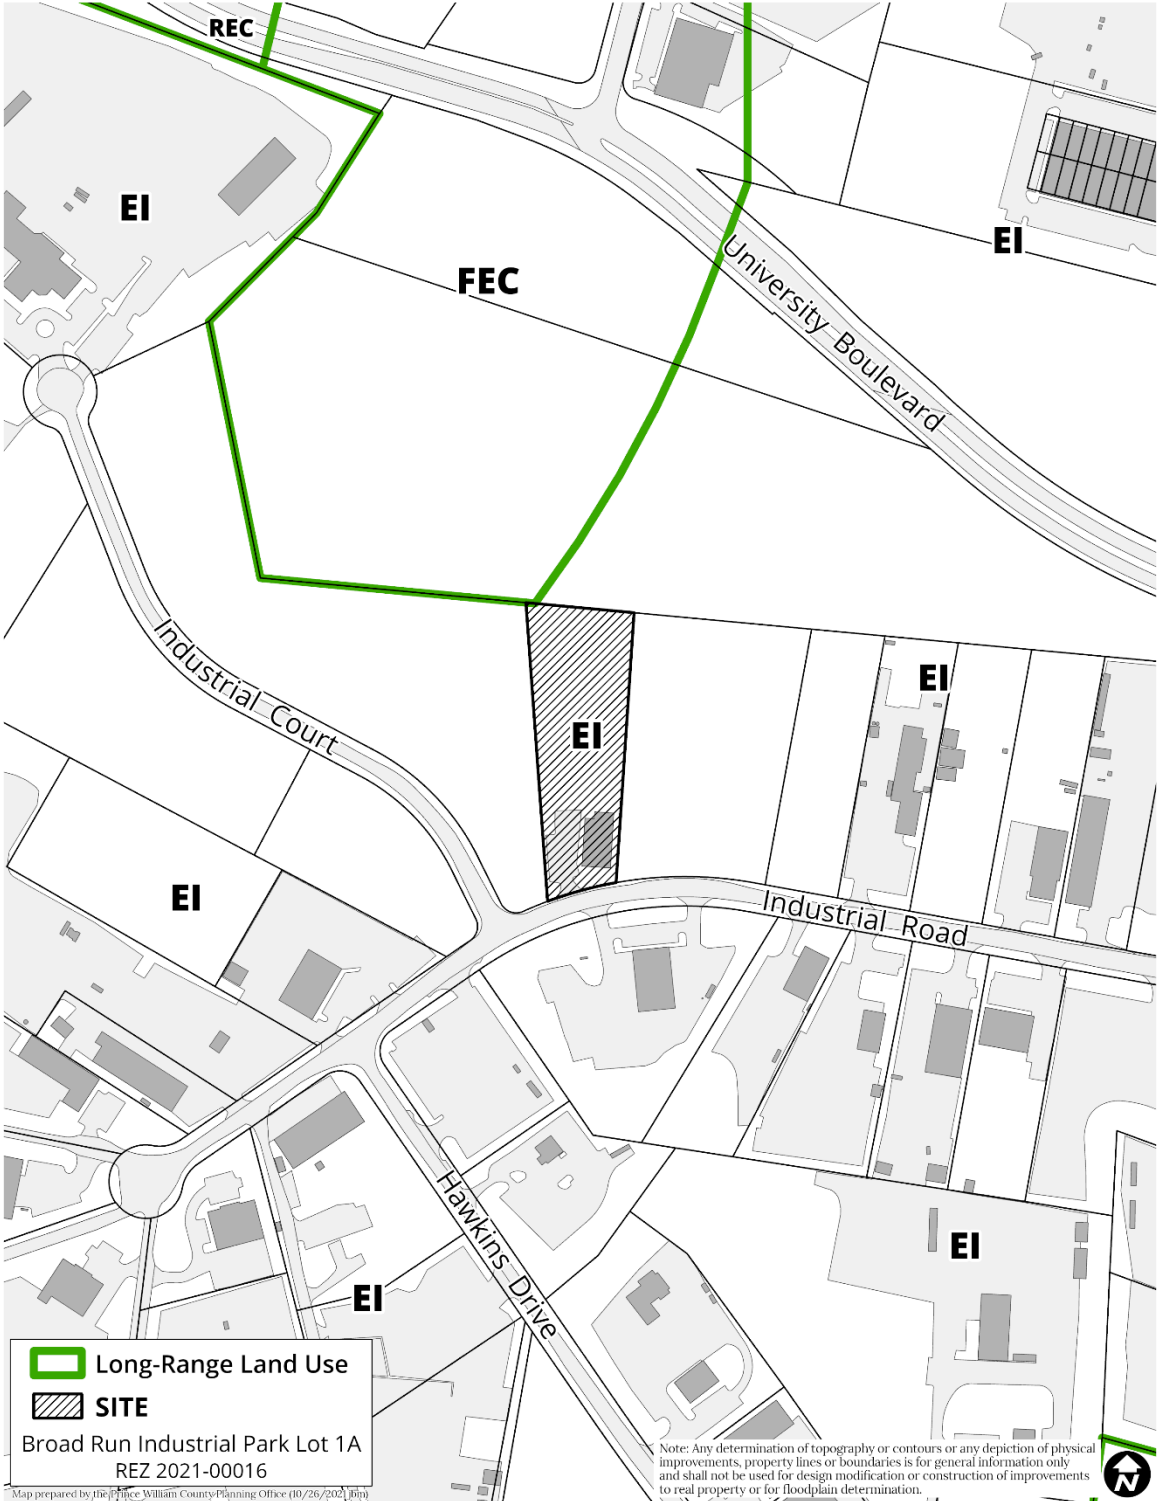 REC
EI
FEC
EI
University Boulevard
Industrial Court
EI
EI
EI
Industrial Road
Hawkins Drive
EI
EI
Long-Range Land Use
SITE
Broad Run Industrial Park Lot 1A
REZ 2021-00016
Map prepared by the Prince William County Planning Office (10/26/2021 jbm)
Note: Any determination of topography or contours or any depiction of physical
improvements, property lines or boundaries is for general information only
and shall not be used for design modification or construction of improvements
to real property or for floodplain determination.
N